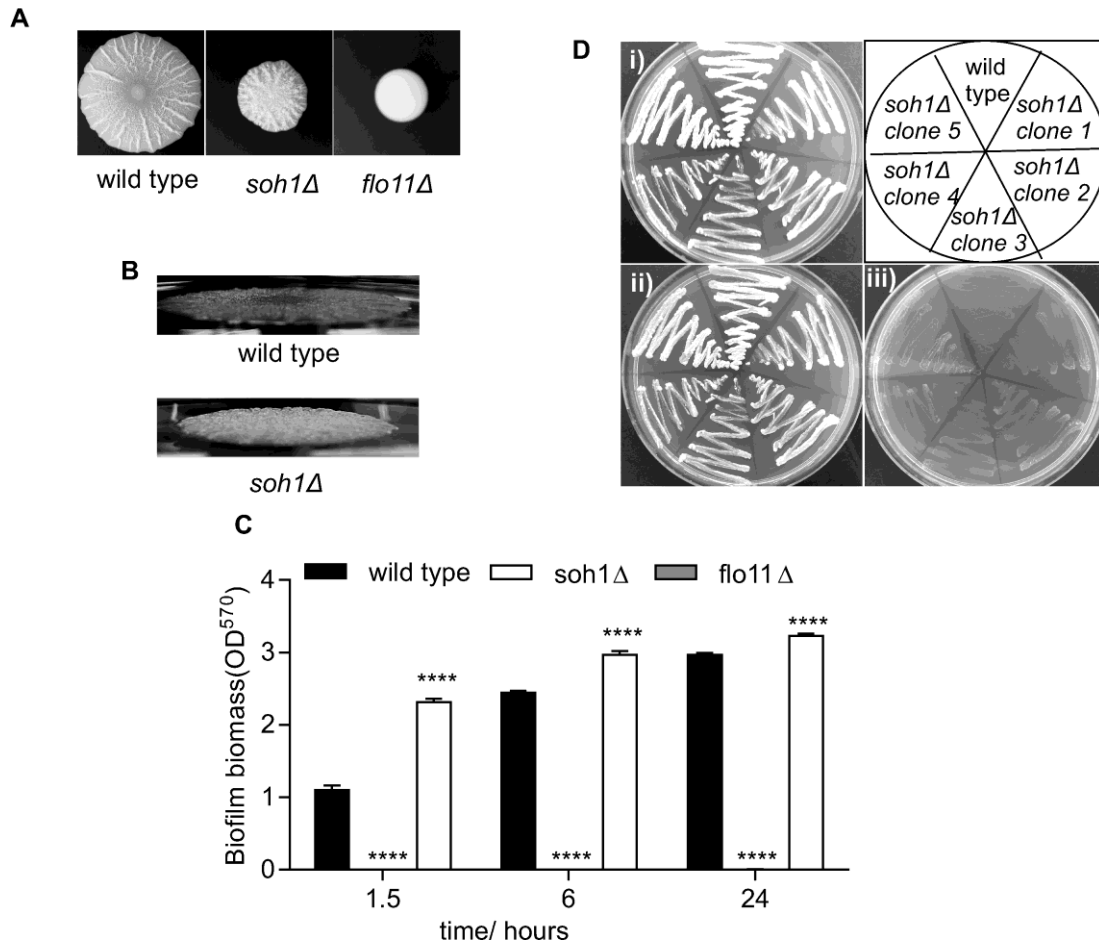 A
wild type soh1Δ flo11Δ
B
wild type
soh1Δ
C
wild type soh1Δ flo11Δ
Biofilm biomass(OD570)
4
3
2
1
0
**** **** **** **** **** ****
1.5 6 24
time/ hours
D
i)
wild
type
soh1Δ
clone 1
soh1Δ
clone 2
soh1Δ
clone 3
soh1Δ
clone 4
soh1Δ
clone 5
ii)
iii)